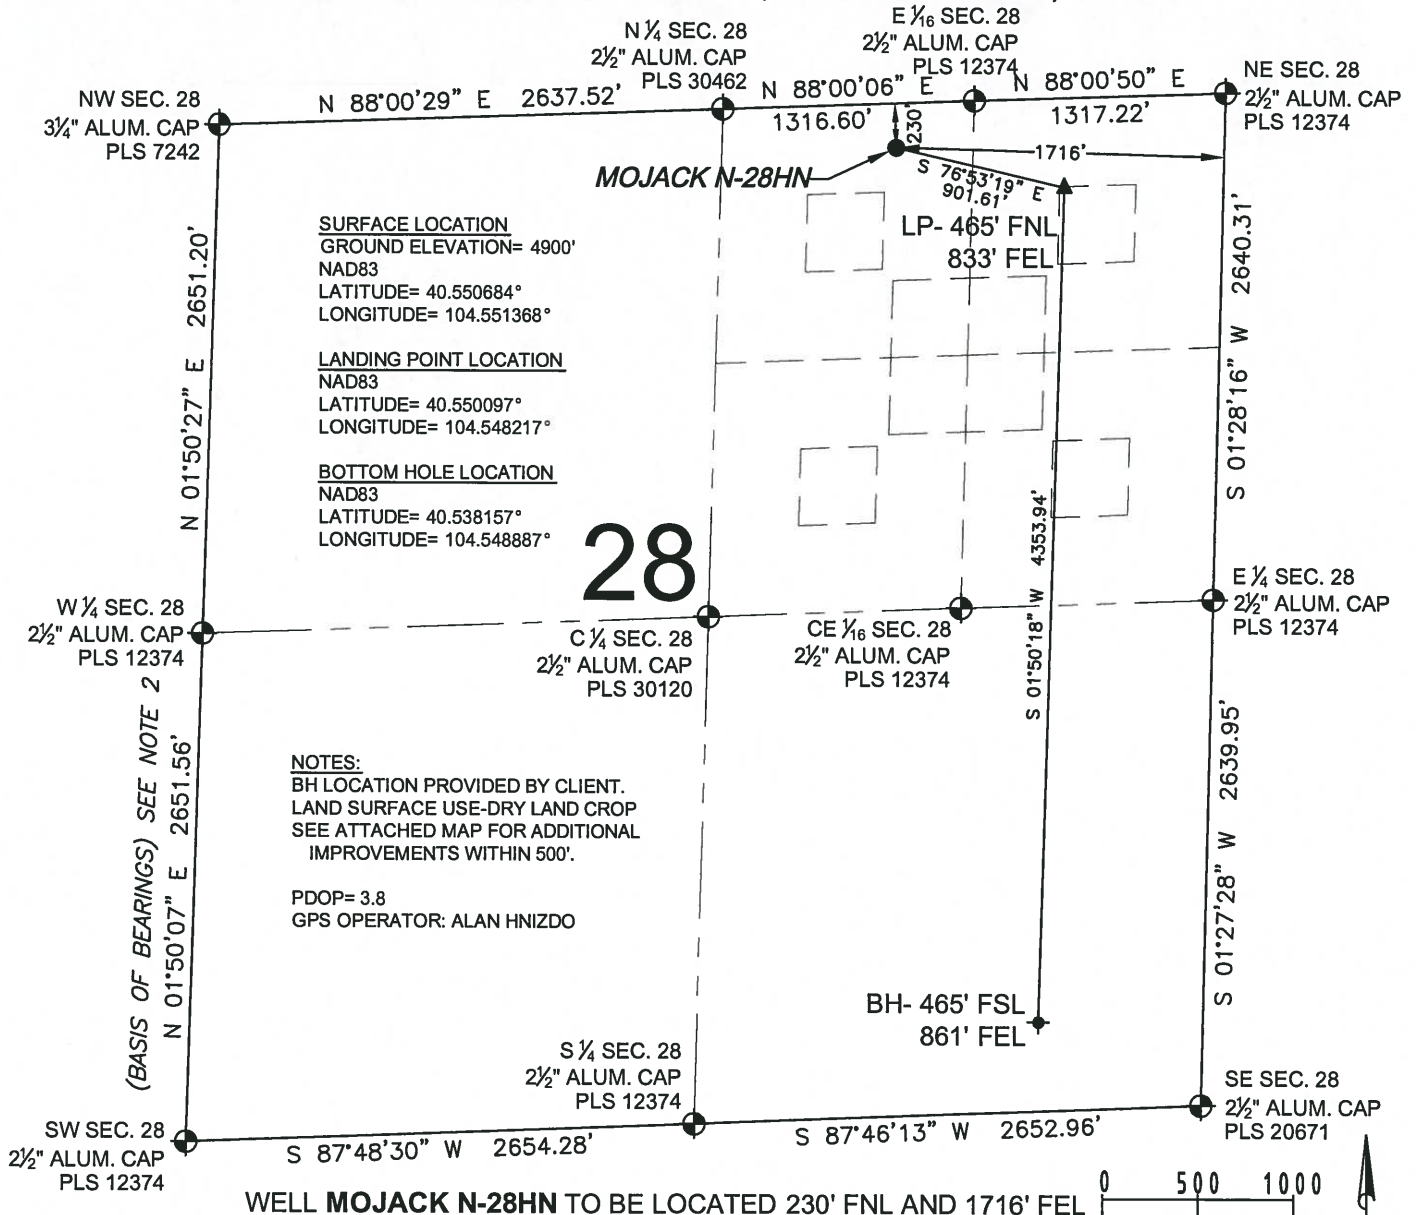 N ¼ SEC. 28
2½" ALUM. CAP
PLS 30462
E 1⁄16 SEC. 28
2½" ALUM. CAP
PLS 12374
NE SEC. 28
2½" ALUM. CAP
PLS 12374
NW SEC. 28
3¼" ALUM. CAP
PLS 7242
N 88°00'29" E 2637.52'
N 88°00'06" E
1316.60'
N 88°00'50" E
1317.22'
230'
1716'
MOJACK N-28HN
S 76°53'19" E
901.61'
LP- 465' FNL
833' FEL
SURFACE LOCATION
GROUND ELEVATION= 4900'
NAD83
LATITUDE= 40.550684°
LONGITUDE= 104.551368°
LANDING POINT LOCATION
NAD83
LATITUDE= 40.550097°
LONGITUDE= 104.548217°
BOTTOM HOLE LOCATION
NAD83
LATITUDE= 40.538157°
LONGITUDE= 104.548887°
N 01°50'27" E 2651.20'
S 01°28'16" W 2640.31'
28
S 01°50'18" W 4353.94'
W ¼ SEC. 28
2½" ALUM. CAP
PLS 12374
C ¼ SEC. 28
2½" ALUM. CAP
PLS 30120
CE 1⁄16 SEC. 28
2½" ALUM. CAP
PLS 12374
E ¼ SEC. 28
2½" ALUM. CAP
PLS 12374
(BASIS OF BEARINGS) SEE NOTE 2
N 01°50'07" E 2651.56'
NOTES:
BH LOCATION PROVIDED BY CLIENT.
LAND SURFACE USE-DRY LAND CROP
SEE ATTACHED MAP FOR ADDITIONAL
IMPROVEMENTS WITHIN 500'.
PDOP= 3.8
GPS OPERATOR: ALAN HNIZDO
S 01°27'28" W 2639.95'
BH- 465' FSL
861' FEL
S ¼ SEC. 28
2½" ALUM. CAP
PLS 12374
SE SEC. 28
2½" ALUM. CAP
PLS 20671
SW SEC. 28
2½" ALUM. CAP
PLS 12374
S 87°48'30" W 2654.28'
S 87°46'13" W 2652.96'
WELL MOJACK N-28HN TO BE LOCATED 230' FNL AND 1716' FEL
0 500 1000